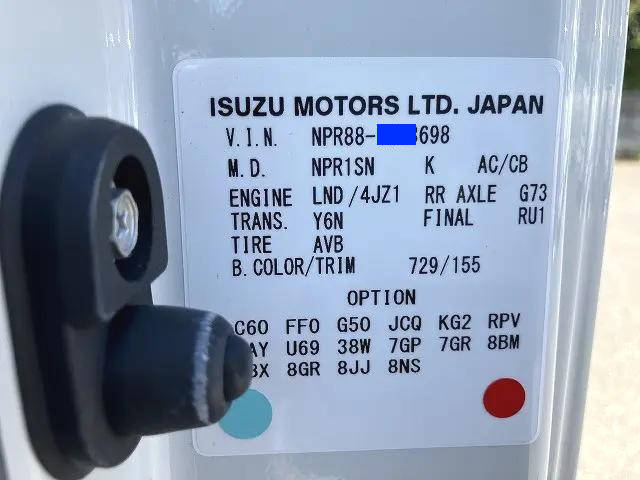 ISUZU MOTORS LTD. JAPAN
V.I.N. NPR88-698
M.D. NPR1SN K AC/CB
ENGINE LND/4JZ1 RR AXLE G73
TRANS. Y6N FINAL RU1
TIRE AVB
B.COLOR/TRIM 729/155
OPTION
C60 FF0 G50 JCQ KG2 RPV
AY U69 38W 7GP 7GR 8BM
8GR 8JJ 8NS